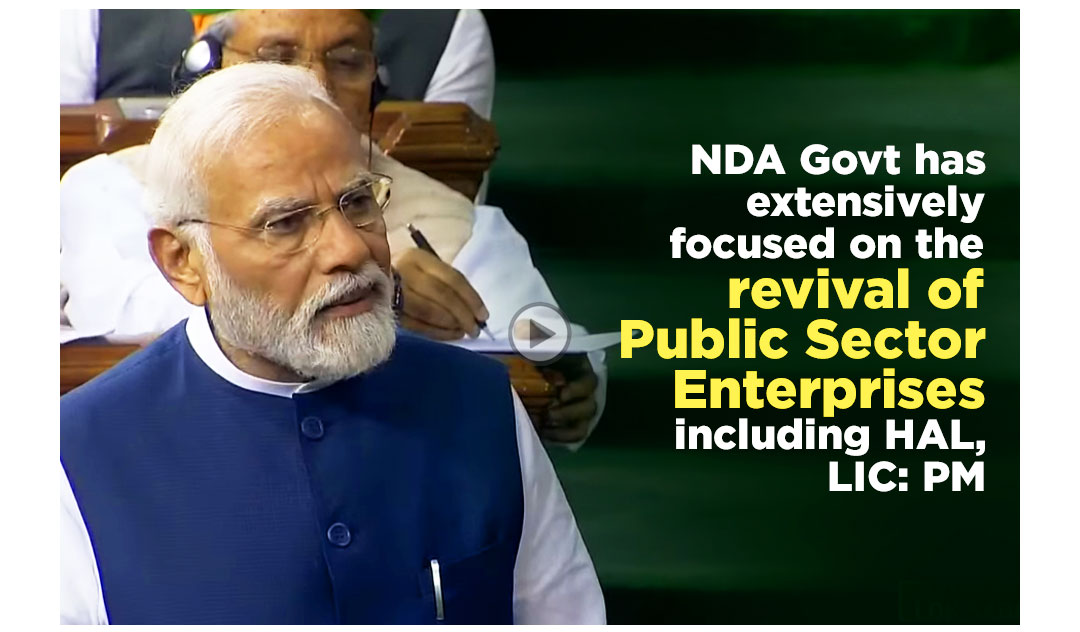 NDA Govt has
extensively
focused on the
revival of
Public Sector
Enterprises
including HAL,
LIC: PM